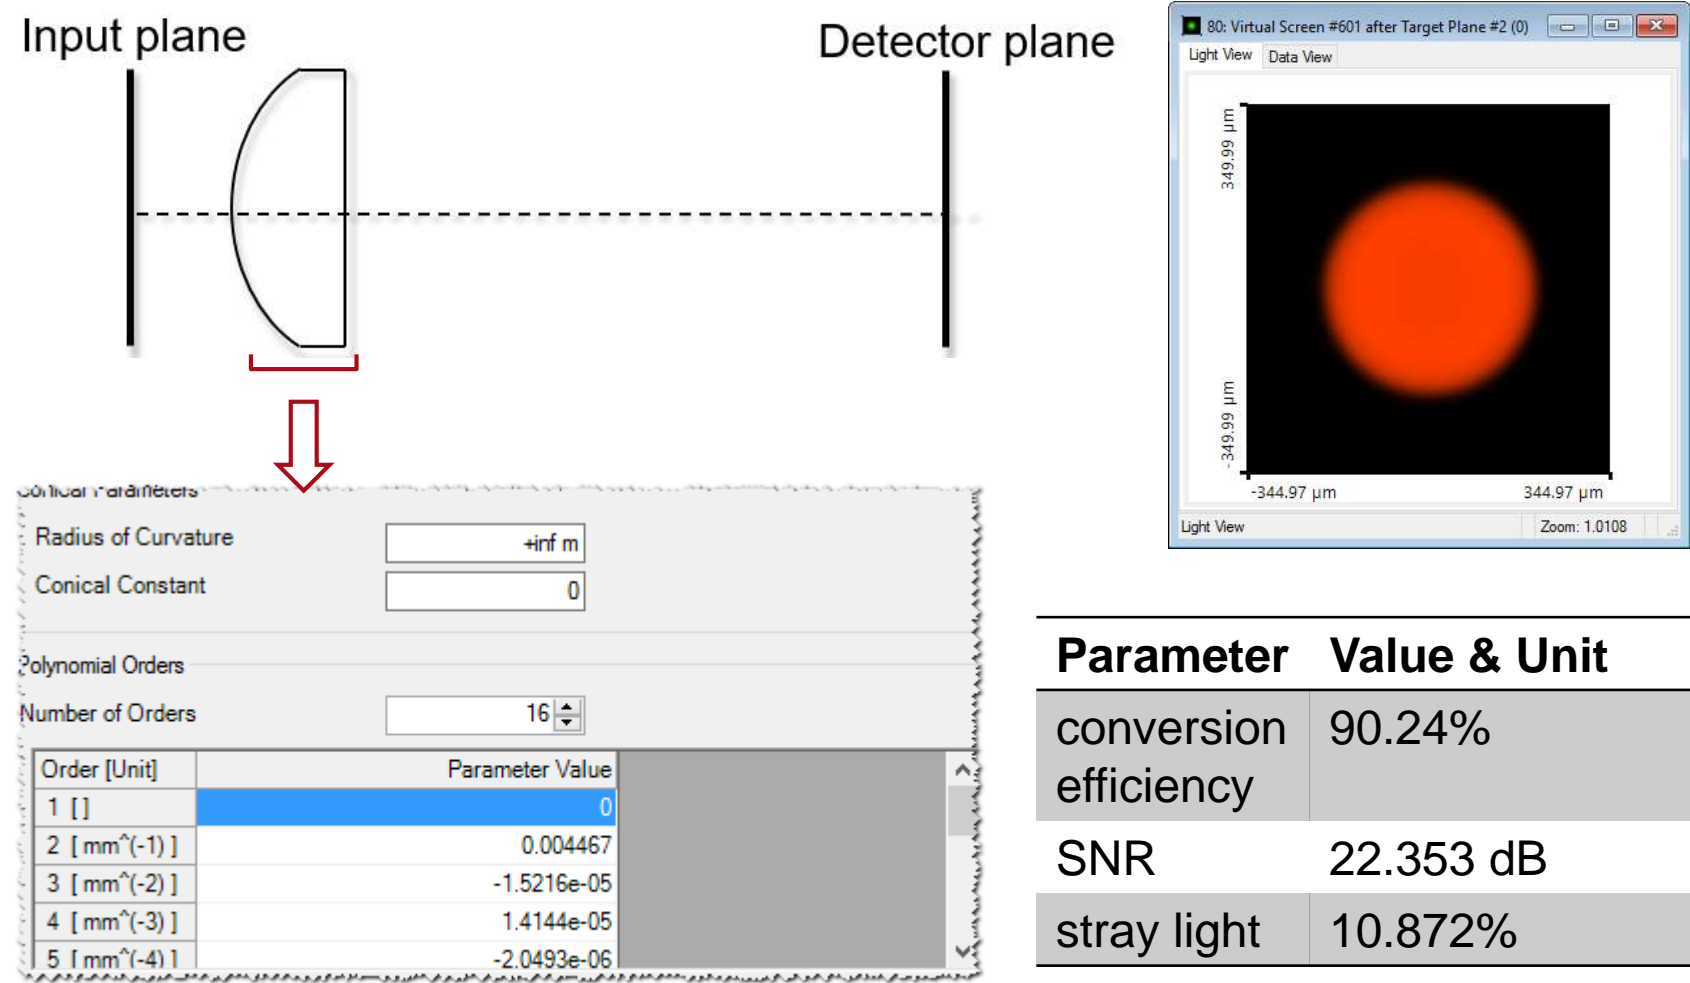 Input plane
Detector plane
80: Virtual Screen #601 after Target Plane #2 (0)
Light View Data View
349.99 µm
-349.99 µm
-344.97 µm 344.97 µm
Light View Zoom: 1.0108
Conical Parameters
Radius of Curvature +inf m
Conical Constant 0
Polynomial Orders
Number of Orders 16
Order [Unit] Parameter Value
1 [] 0
2 [ mm^(-1) ] 0.004467
3 [ mm^(-2) ] -1.5216e-05
4 [ mm^(-3) ] 1.4144e-05
5 [ mm^(-4) ] -2.0493e-06
Parameter Value & Unit
conversion 90.24%
efficiency
SNR 22.353 dB
stray light 10.872%